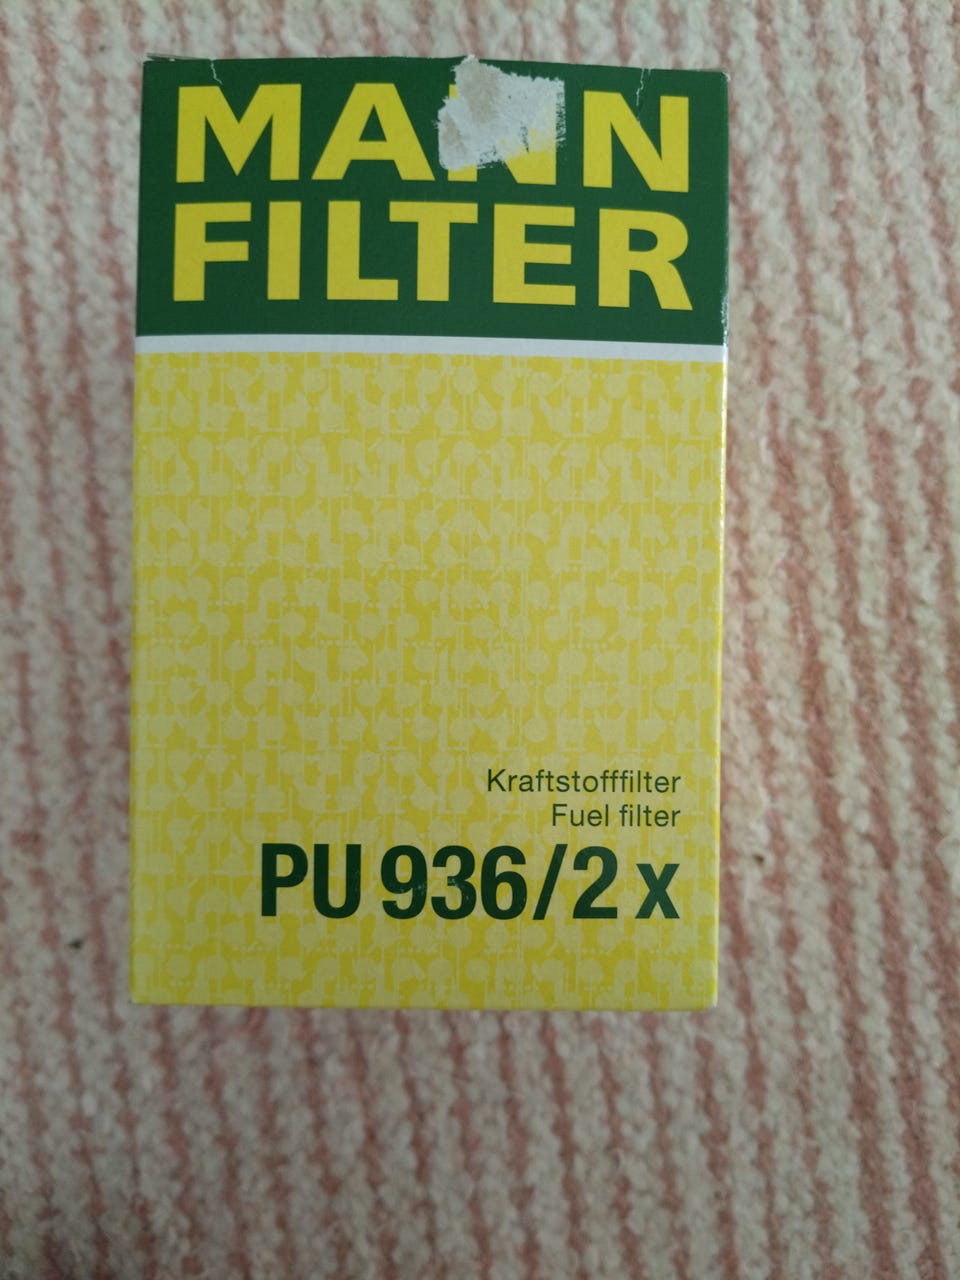 MANN
FILTER
Kraftstofffilter
Fuel filter
PU 936/2 x